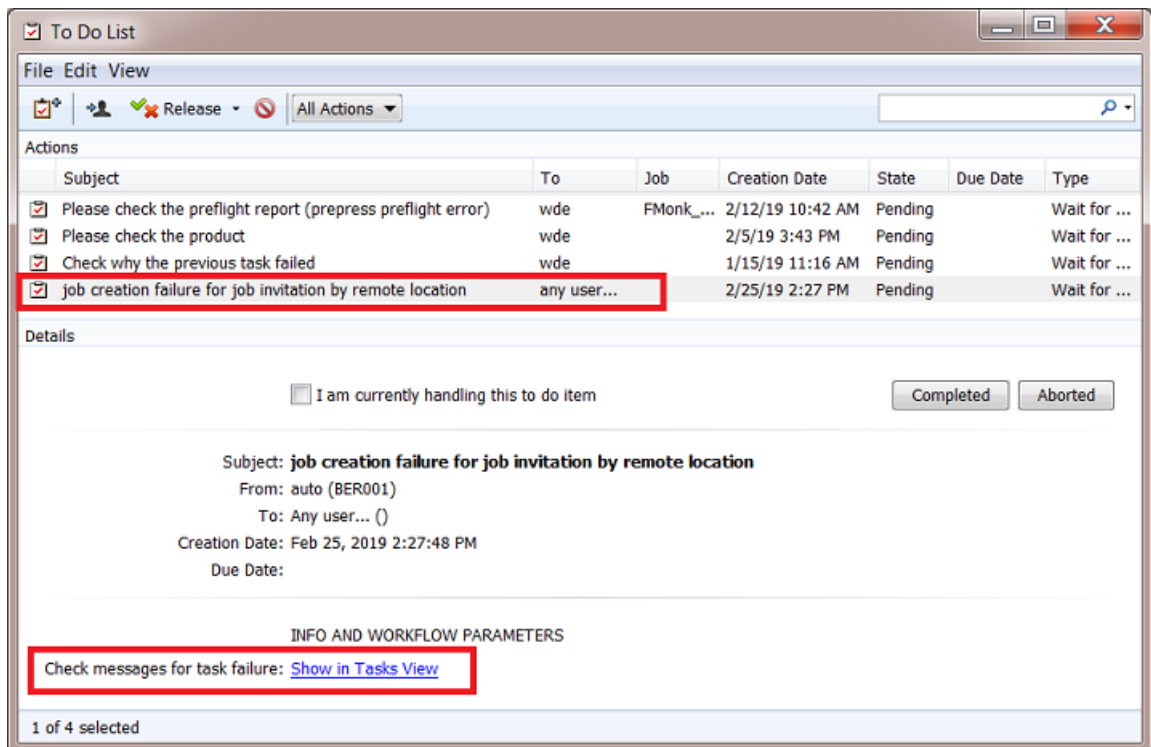 To Do List
File Edit View
Release All Actions
Actions
Subject To Job Creation Date State Due Date Type
Please check the preflight report (prepress preflight error) wde FMonk_... 2/12/19 10:42 AM Pending Wait for ...
Please check the product wde 2/5/19 3:43 PM Pending Wait for ...
Check why the previous task failed wde 1/15/19 11:16 AM Pending Wait for ...
job creation failure for job invitation by remote location any user... 2/25/19 2:27 PM Pending Wait for ...
Details
I am currently handling this to do item Completed Aborted
Subject: job creation failure for job invitation by remote location
From: auto (BER001)
To: Any user... ()
Creation Date: Feb 25, 2019 2:27:48 PM
Due Date:
INFO AND WORKFLOW PARAMETERS
Check messages for task failure: Show in Tasks View
1 of 4 selected